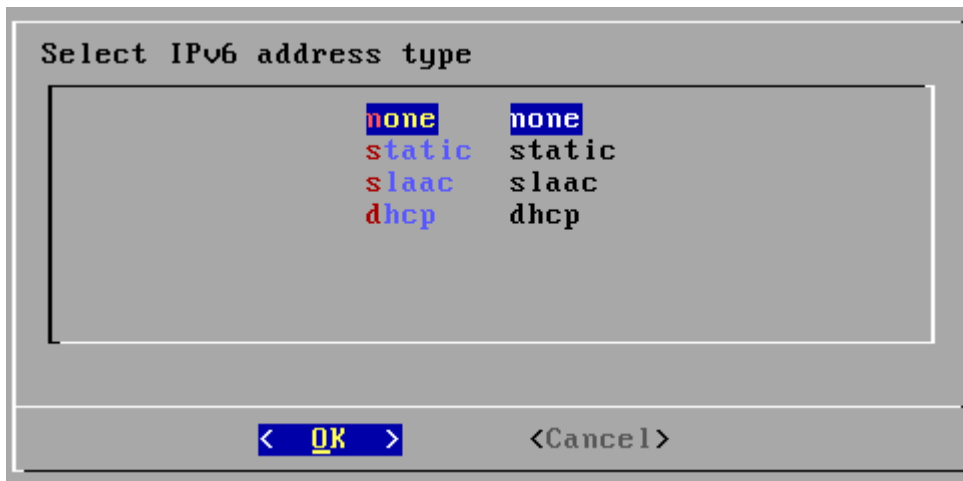 Select IPv6 address type
none none
static static
slaac slaac
dhcp dhcp
< OK > <Cancel>